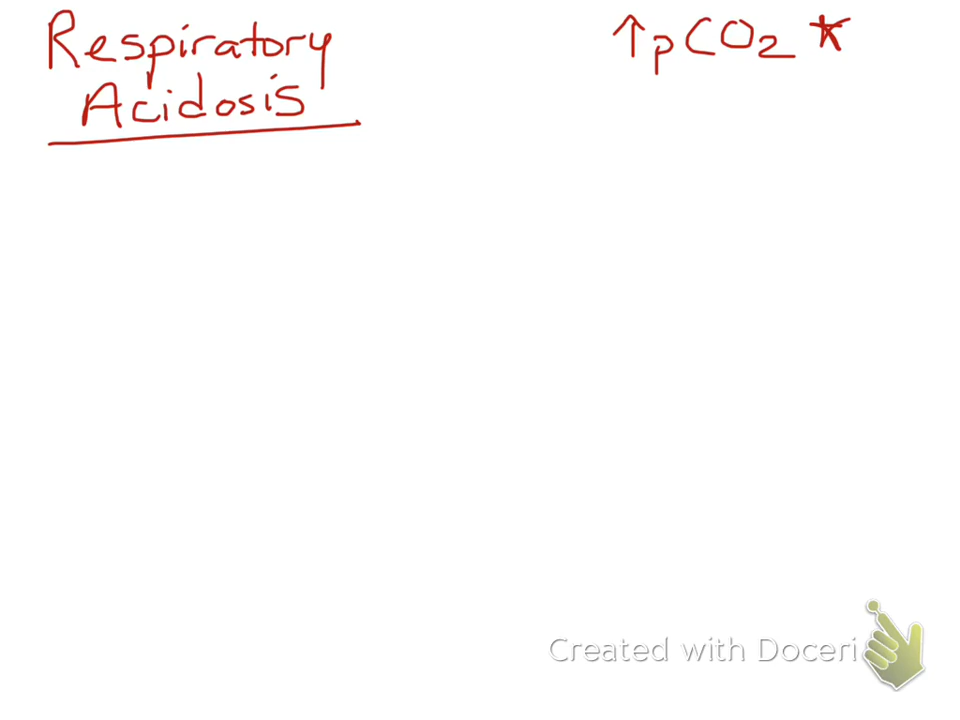 Respiratory
Acidosis
↑pCO₂ *
Created with Doceri